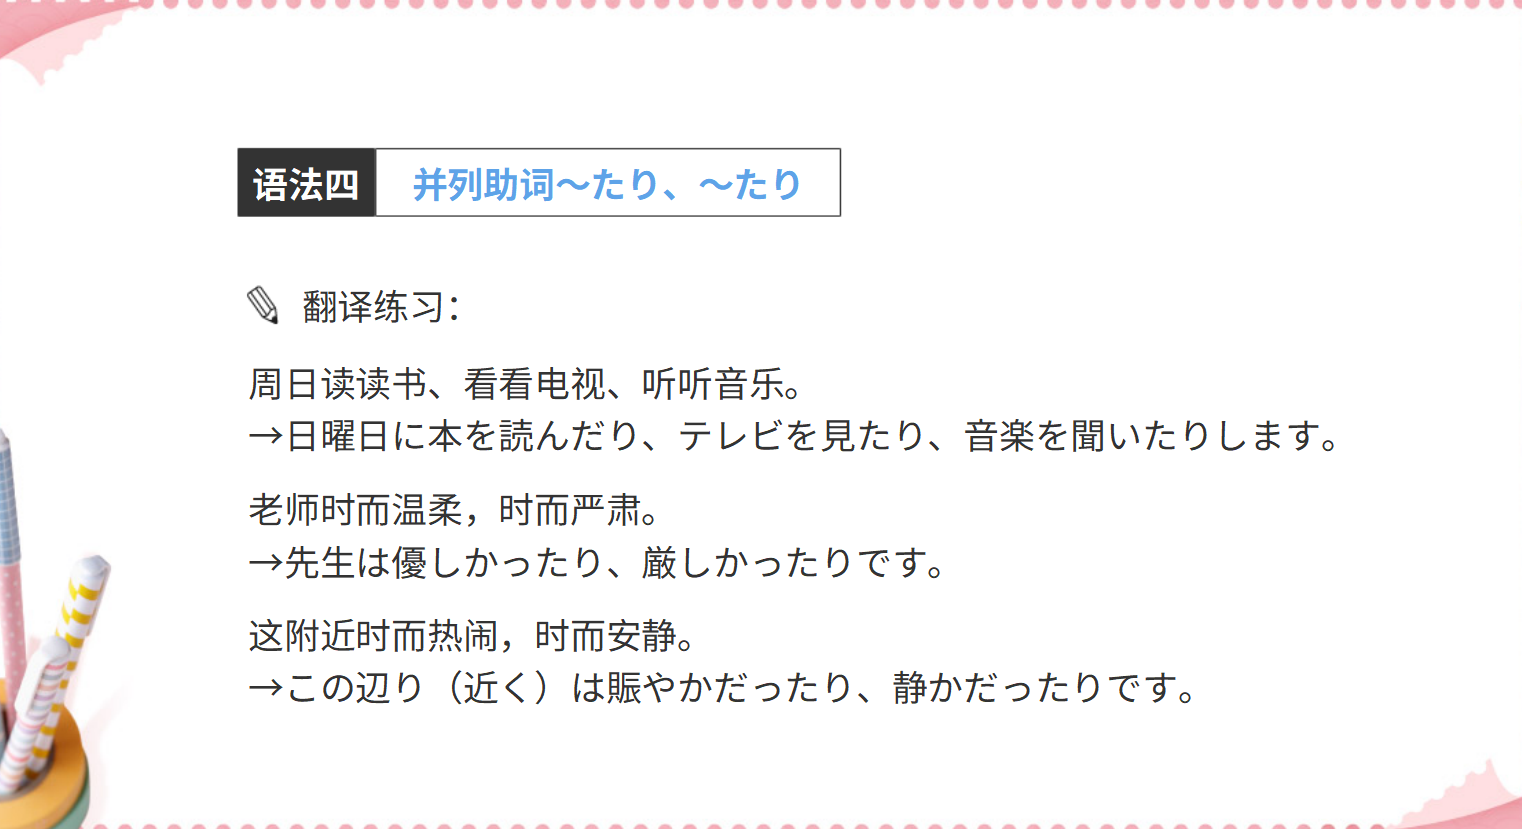 语法四 并列助词～たり、～たり
翻译练习：
周日读读书、看看电视、听听音乐。
→日曜日に本を読んだり、テレビを見たり、音楽を聞いたりします。
老师时而温柔，时而严肃。
→先生は優しかったり、厳しかったりです。
这附近时而热闹，时而安静。
→この辺り（近く）は賑やかだったり、静かだったりです。